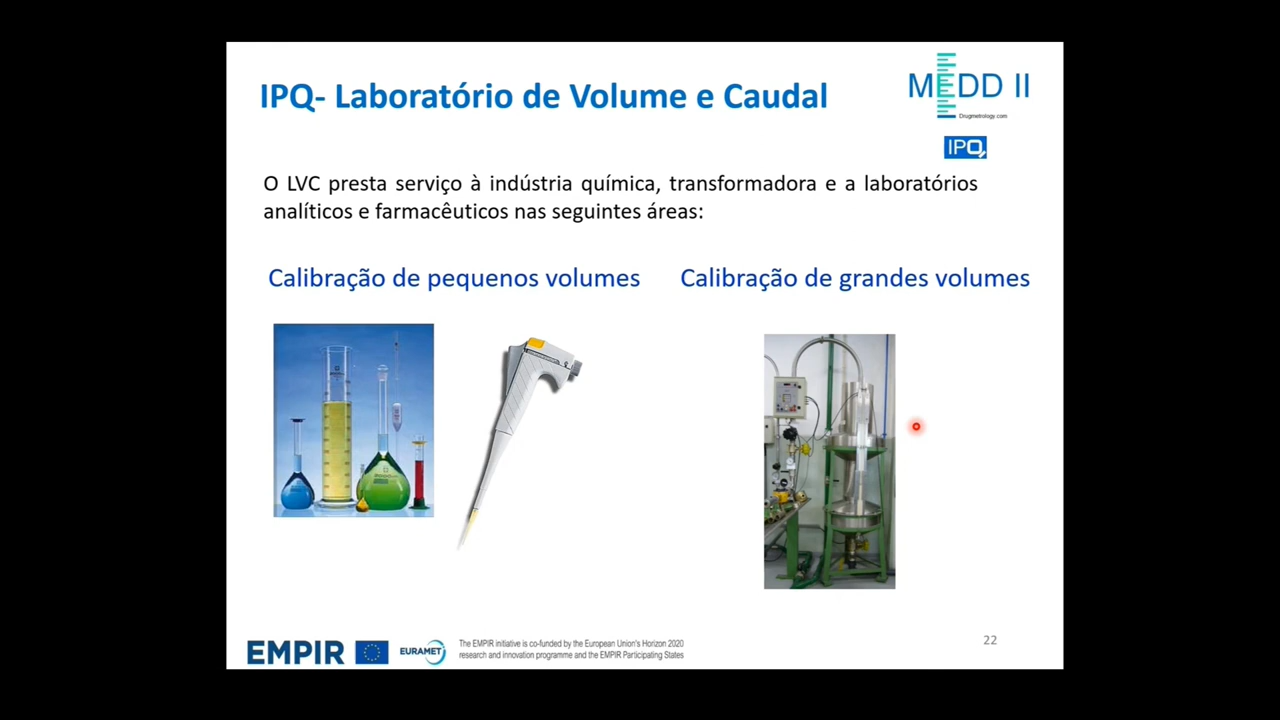 IPQ- Laboratório de Volume e Caudal
MEDD II
Drugmetrology.com
IPQ
O LVC presta serviço à indústria química, transformadora e a laboratórios
analíticos e farmacêuticos nas seguintes áreas:
Calibração de pequenos volumes
Calibração de grandes volumes
EMPIR
EURAMET
The EMPIR initiative is co-funded by the European Union's Horizon 2020
research and innovation programme and the EMPIR Participating States
22